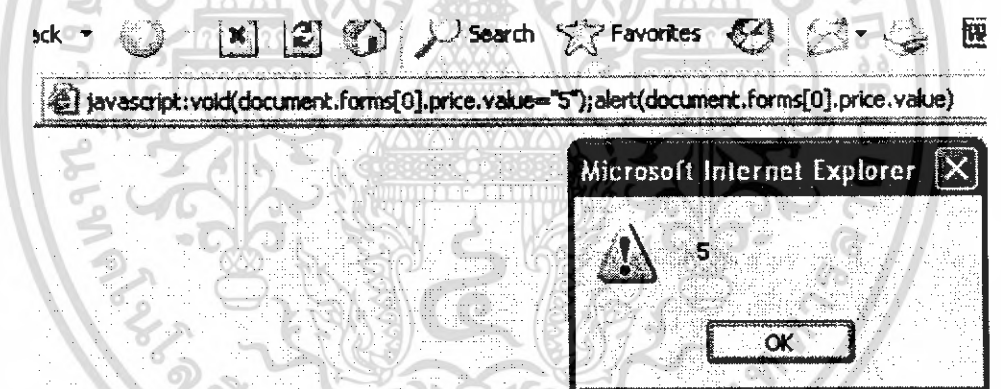 ack Search Favorites
javascript:void(document.forms[0].price.value="5");alert(document.forms[0].price.value)
Microsoft Internet Explorer
5
OK